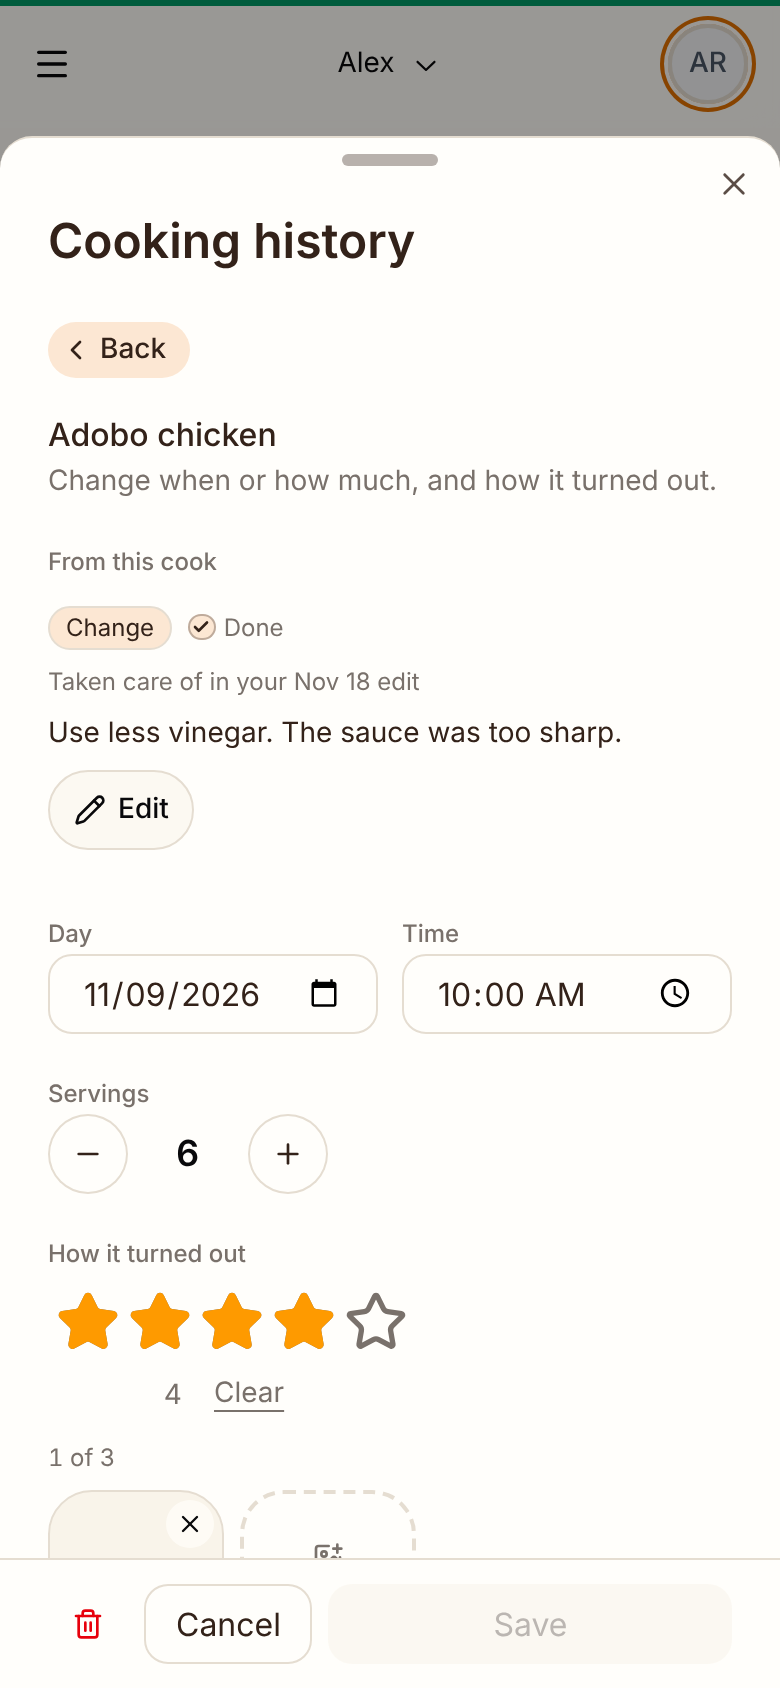 Alex
AR
Cooking history
Back
Adobo chicken
Change when or how much, and how it turned out.
From this cook
Change
Done
Taken care of in your Nov 18 edit
Use less vinegar. The sauce was too sharp.
Edit
Day
Time
11/09/2026
10:00 AM
Servings
6
How it turned out
4
Clear
1 of 3
Cancel
Save